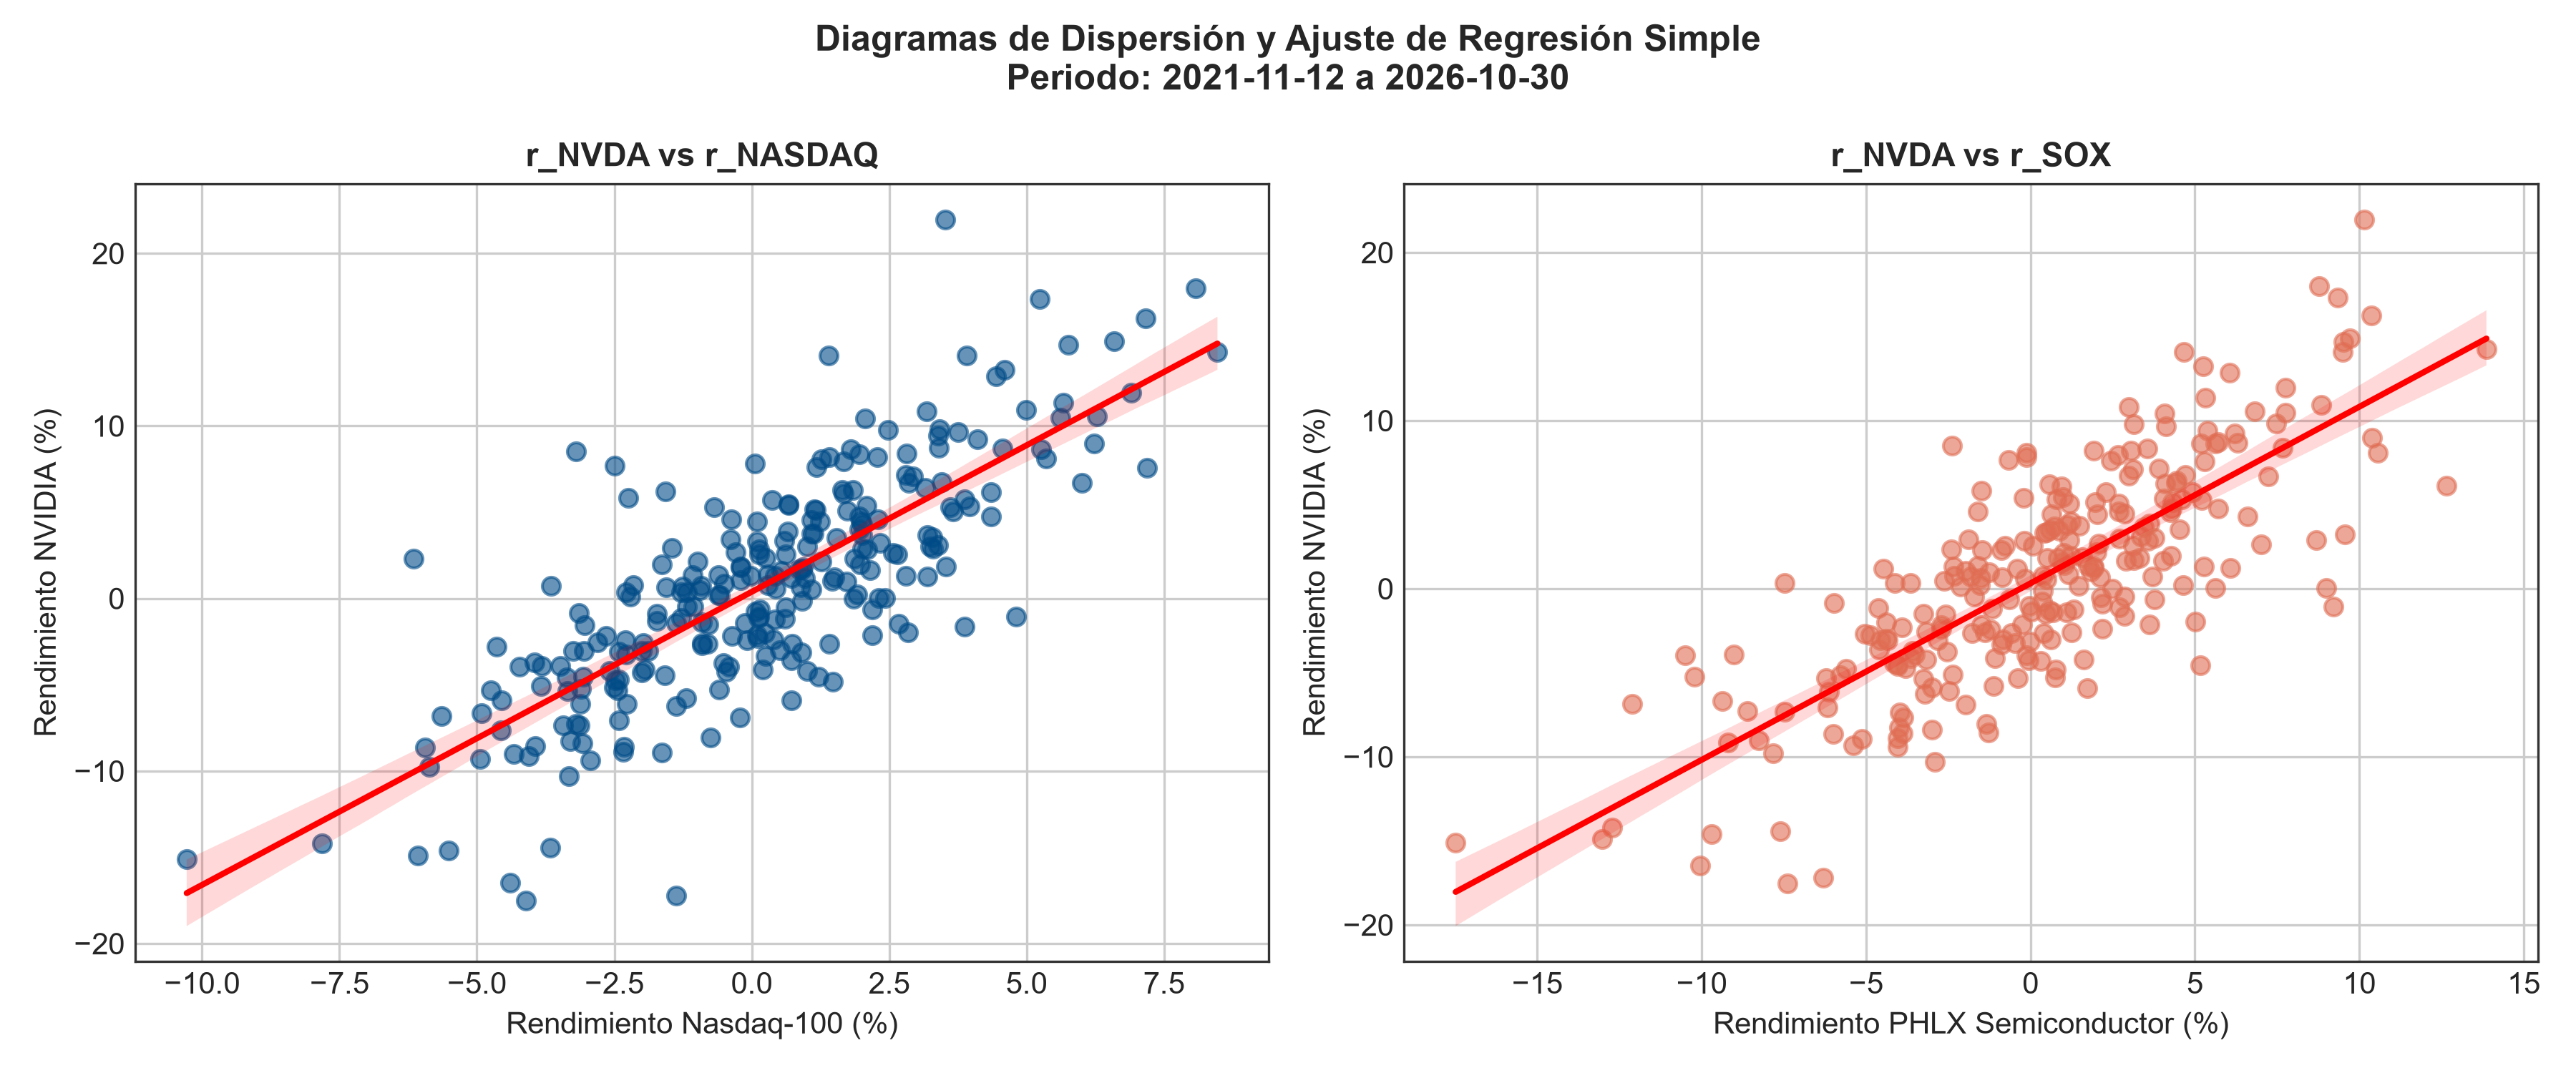 Diagramas de Dispersión y Ajuste de Regresión Simple
Periodo: 2021-11-12 a 2026-10-30
r_NVDA vs r_NASDAQ
Rendimiento NVIDIA (%)
20
10
0
−10
−20
−10.0 −7.5 −5.0 −2.5 0.0 2.5 5.0 7.5
Rendimiento Nasdaq-100 (%)
r_NVDA vs r_SOX
Rendimiento NVIDIA (%)
20
10
0
−10
−20
−15 −10 −5 0 5 10 15
Rendimiento PHLX Semiconductor (%)